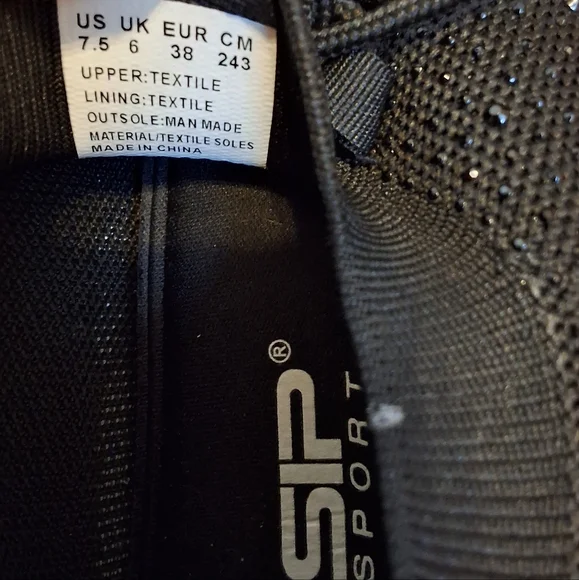 US UK EUR CM
7.5 6 38 243
UPPER:TEXTILE
LINING:TEXTILE
OUTSOLE:MAN MADE
MATERIAL/TEXTILE SOLES
MADE IN CHINA
SIP®
SPORT